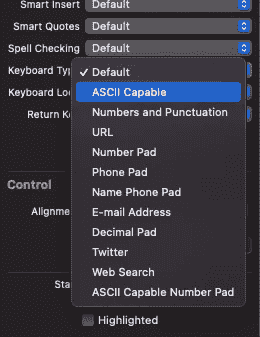 Smart Insert Default
Smart Quotes Default
Spell Checking Default
Keyboard Typ ✓ Default
Keyboard Loo ASCII Capable
Return Ke Numbers and Punctuation
URL
Number Pad
Phone Pad
Control Name Phone Pad
Alignme E-mail Address
Decimal Pad
Twitter
Sta Web Search
ASCII Capable Number Pad
Highlighted